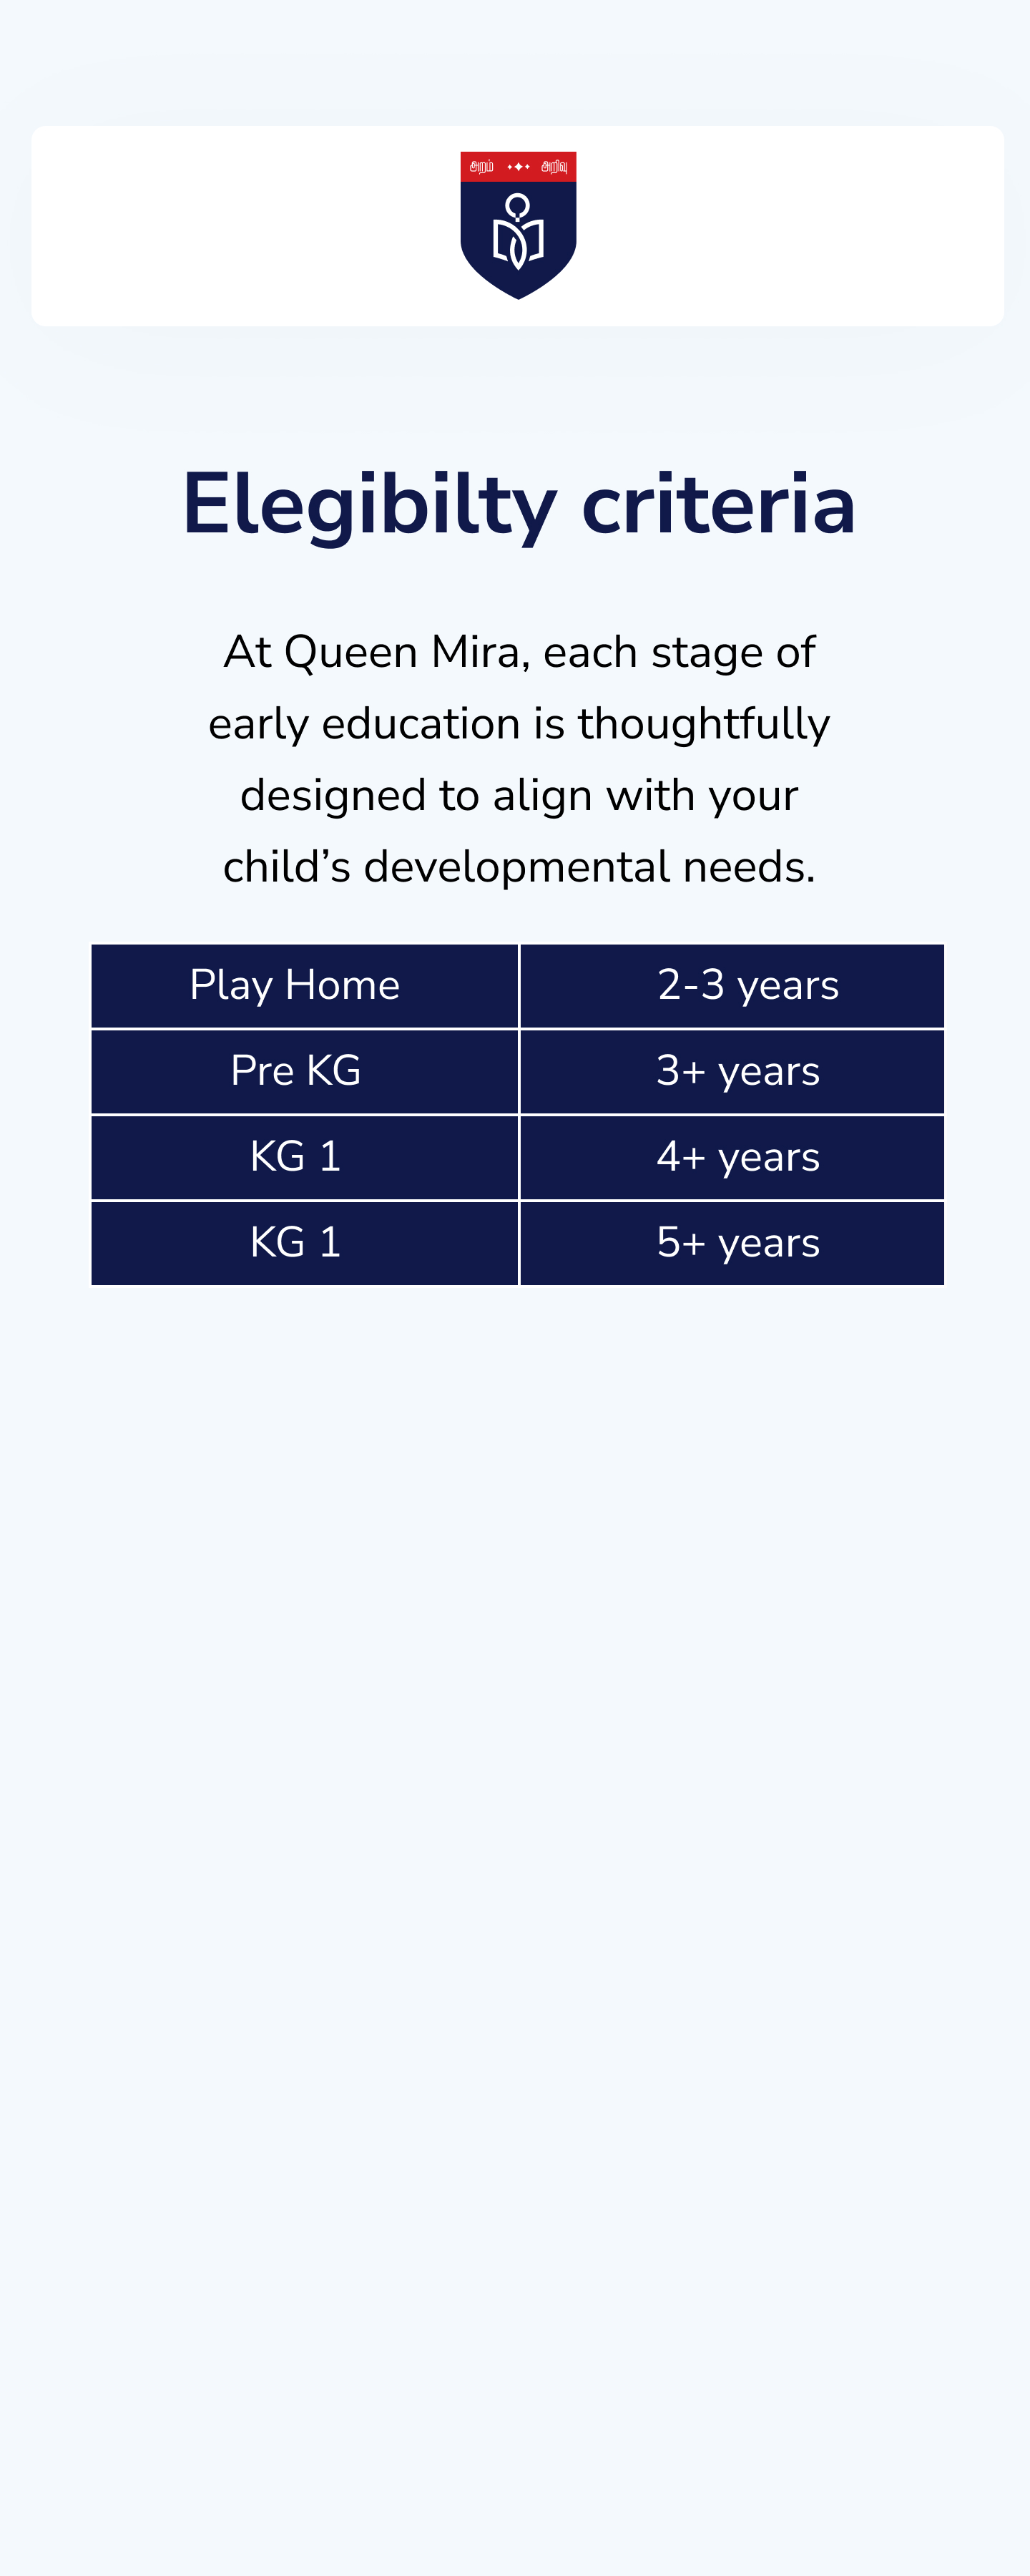 அறம் அறிவு
Elegibilty criteria
At Queen Mira, each stage of
early education is thoughtfully
designed to align with your
child’s developmental needs.
Play Home 2-3 years
Pre KG 3+ years
KG 1 4+ years
KG 1 5+ years